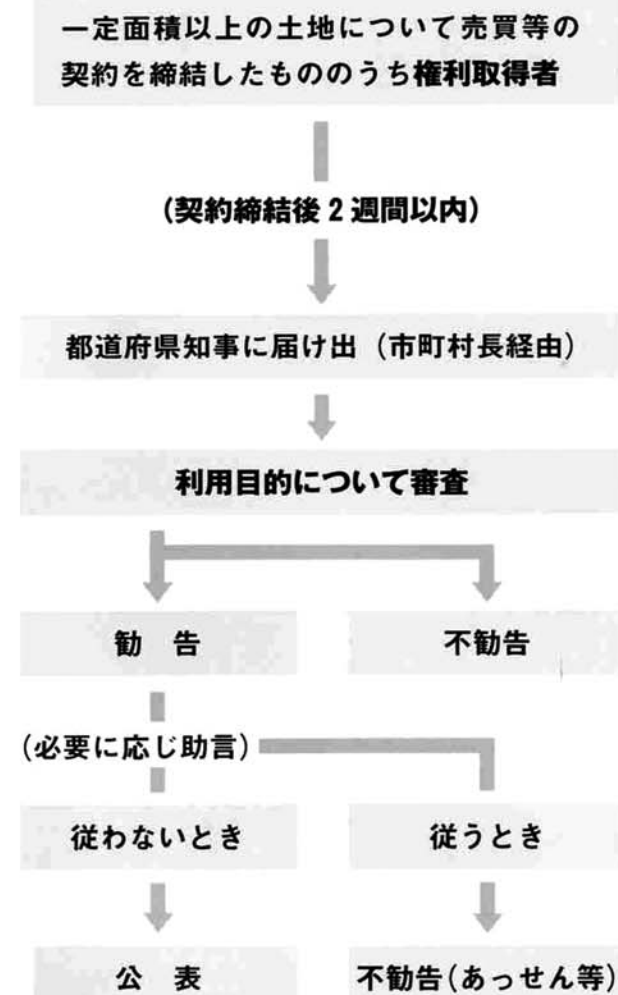 一定面積以上の土地について売買等の
契約を締結したもののうち権利取得者
(契約締結後2週間以内)
都道府県知事に届け出(市町村長経由)
利用目的について審査
勧 告
不勧告
(必要に応じ助言)
従わないとき
従うとき
公 表
不勧告(あっせん等)